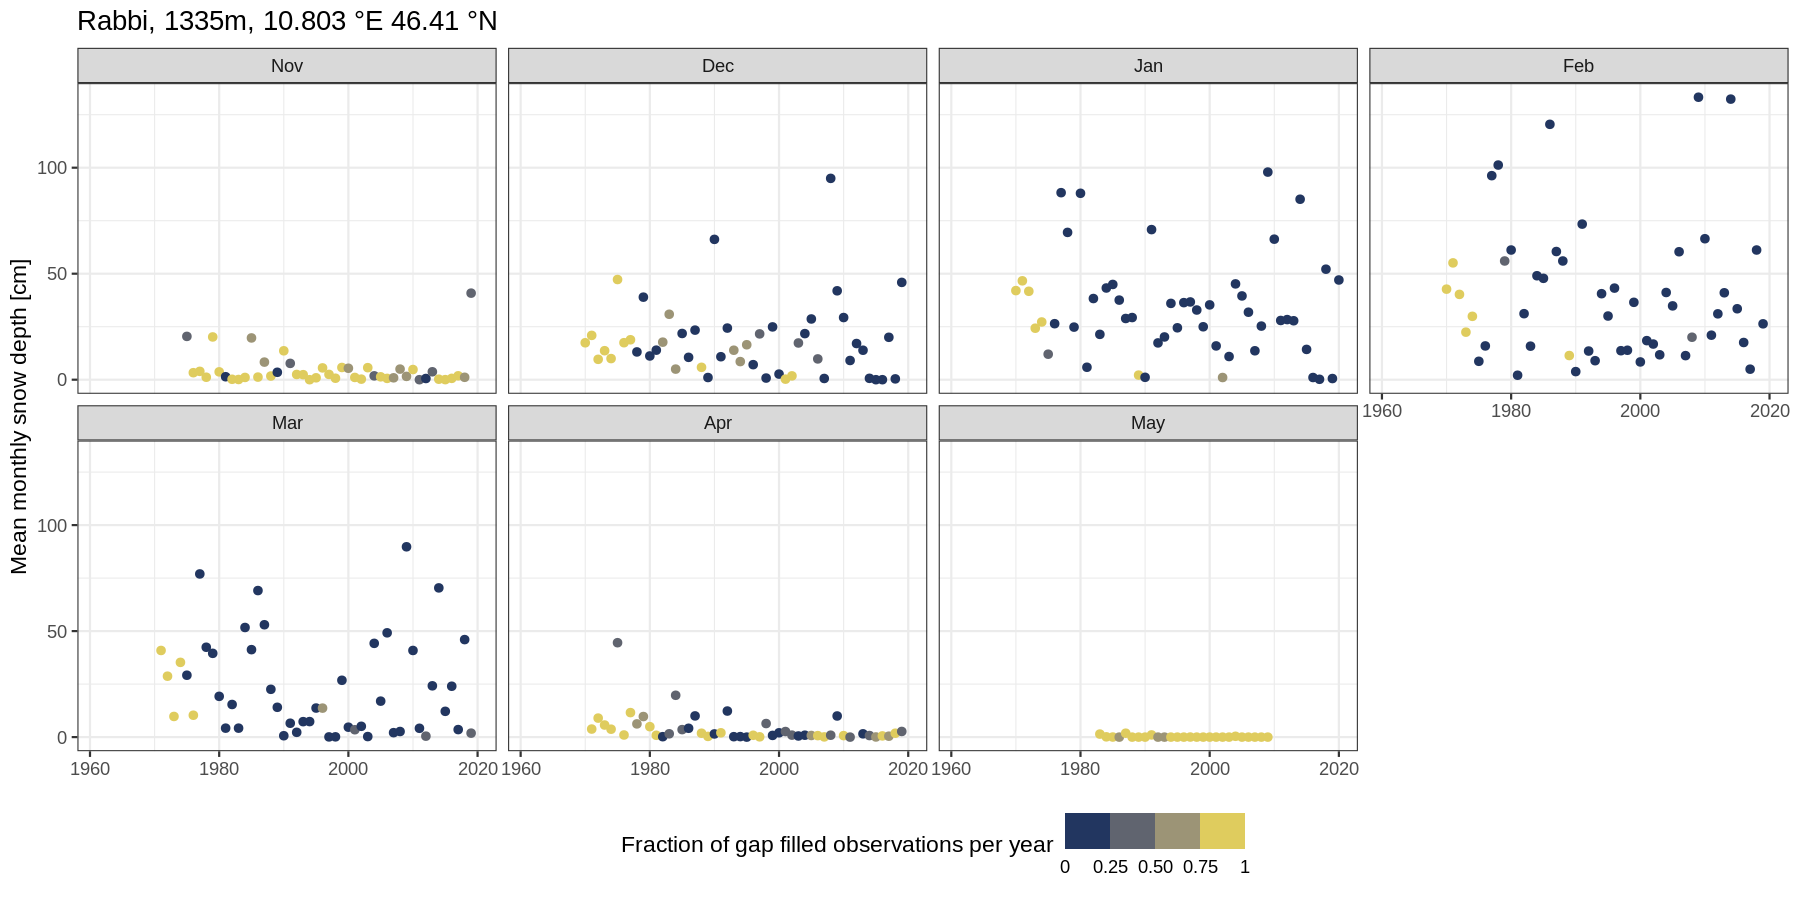 Rabbi, 1335m, 10.803 °E 46.41 °N
Nov
Dec
Jan
Feb
Mean monthly snow depth [cm]
100
50
0
1960 1980 2000 2020
Mar
Apr
May
100
50
0
1960 1980 2000 2020
1960 1980 2000 2020
1960 1980 2000 2020
Fraction of gap filled observations per year
0 0.25 0.50 0.75 1